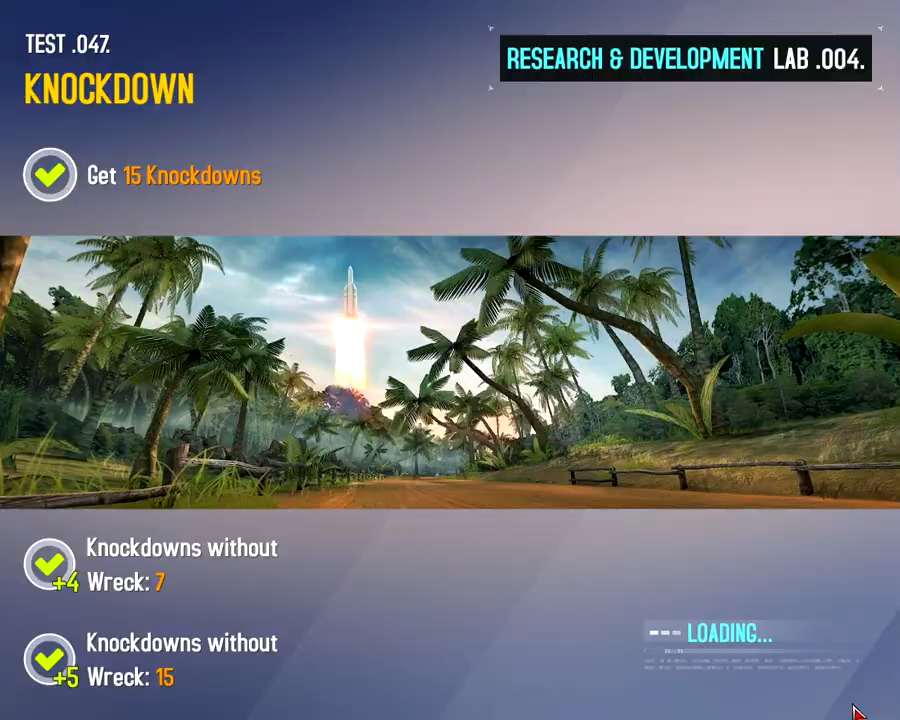 TEST .047.
KNOCKDOWN
RESEARCH & DEVELOPMENT LAB .004.
Get 15 Knockdowns
Knockdowns without
+4 Wreck: 7
Knockdowns without
+5 Wreck: 15
LOADING...